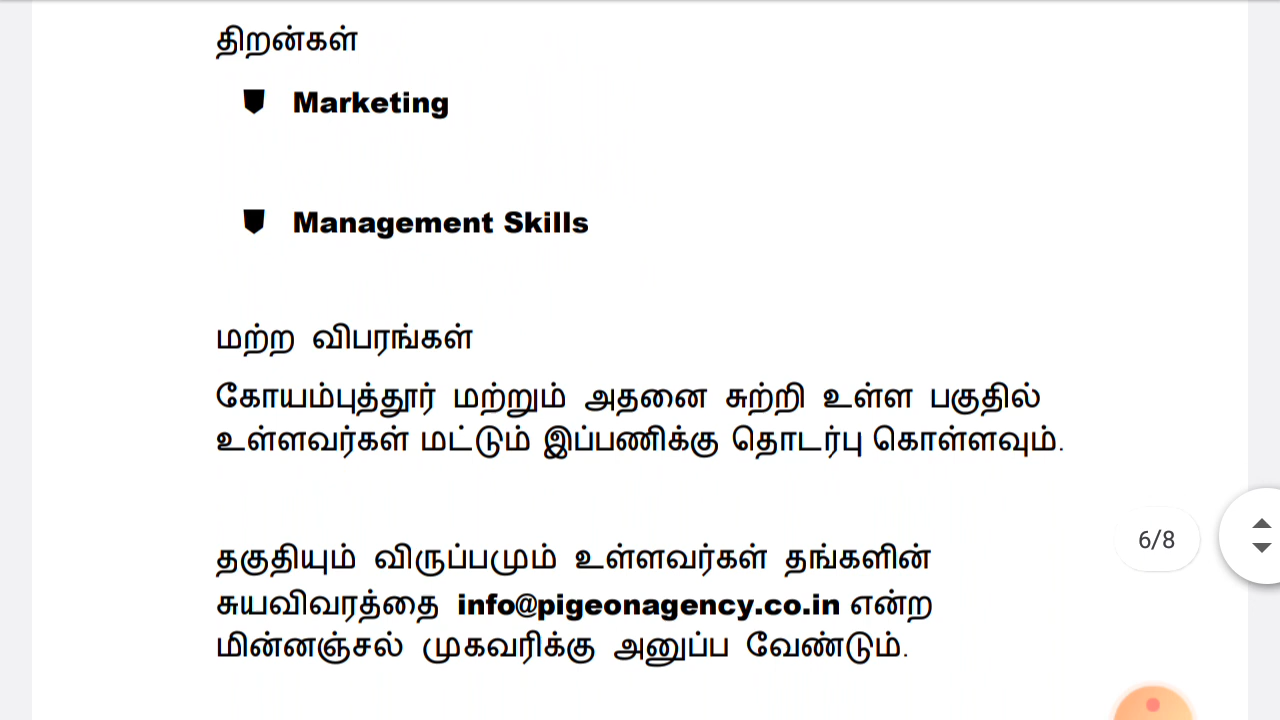 திறன்கள்
Marketing
Management Skills
மற்ற விபரங்கள்
கோயம்புத்தூர் மற்றும் அதனை சுற்றி உள்ள பகுதில்
உள்ளவர்கள் மட்டும் இப்பணிக்கு தொடர்பு கொள்ளவும்.
6/8
தகுதியும் விருப்பமும் உள்ளவர்கள் தங்களின்
சுயவிவரத்தை info@pigeonagency.co.in என்ற
மின்னஞ்சல் முகவரிக்கு அனுப்ப வேண்டும்.